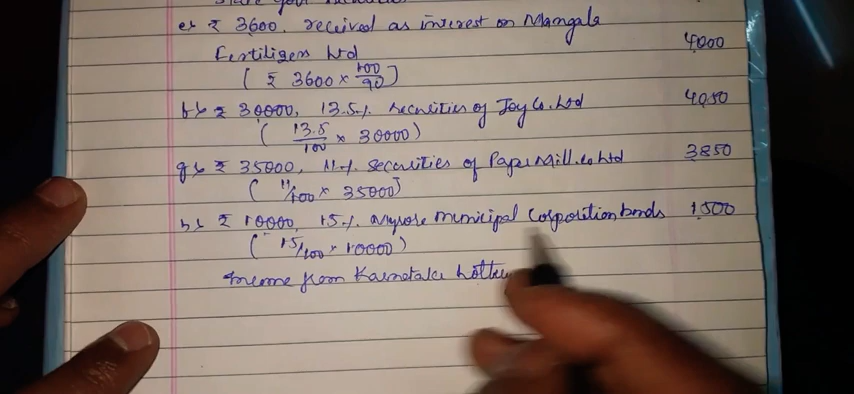 e) ₹ 3600, received as interest on Mangala
Fertilizers Ltd 4000
( ₹ 3600 × 100/90 )
f) ₹ 30000, 13.5 % securities of Joy Co. Ltd 4050
( 13.5/100 × 30000 )
g) ₹ 35000, 11 % securities of Paper Mill. co Ltd 3850
( 11/100 × 35000 )
h) ₹ 10000, 15 % Mysore municipal corporation bonds 1500
( 15/100 × 10000 )
Income from Karnataka